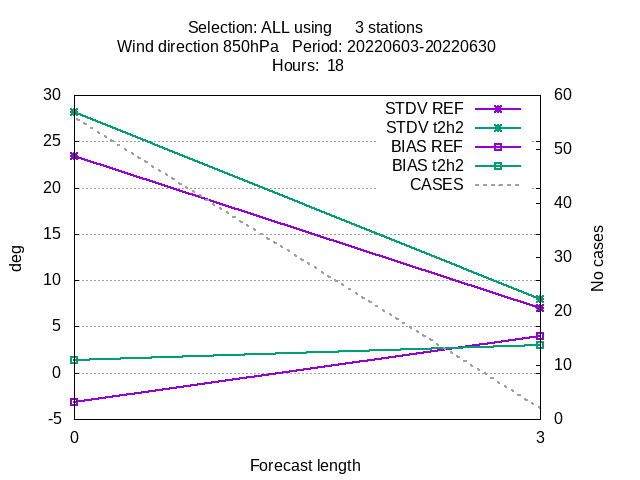 Selection: ALL using     3 stations
Wind direction 850hPa   Period: 20220603-20220630
Hours:  18
30
25
20
15
10
5
0
-5
deg
60
50
40
30
20
10
0
No cases
STDV REF
STDV t2h2
BIAS REF
BIAS t2h2
CASES
0
3
Forecast length